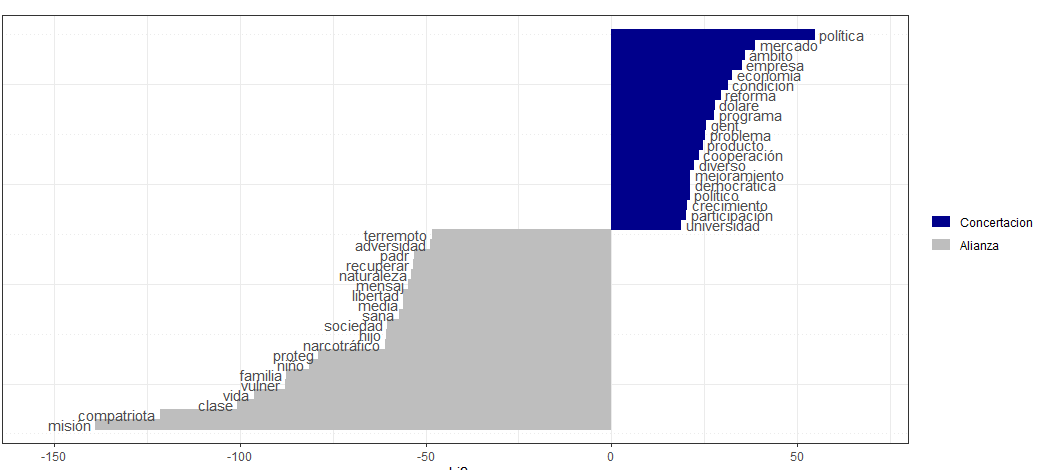 política
mercado
ámbito
empresa
economía
condición
reforma
dólare
programa
gent
problema
producto
cooperación
diverso
mejoramiento
democrática
político
crecimiento
participación
universidad
terremoto
adversidad
padr
recuperar
naturaleza
mensaj
libertad
media
sana
sociedad
hijo
narcotráfico
proteg
niño
familia
vulner
vida
clase
compatriota
misión
Concertacion
Alianza
-150 -100 -50 0 50